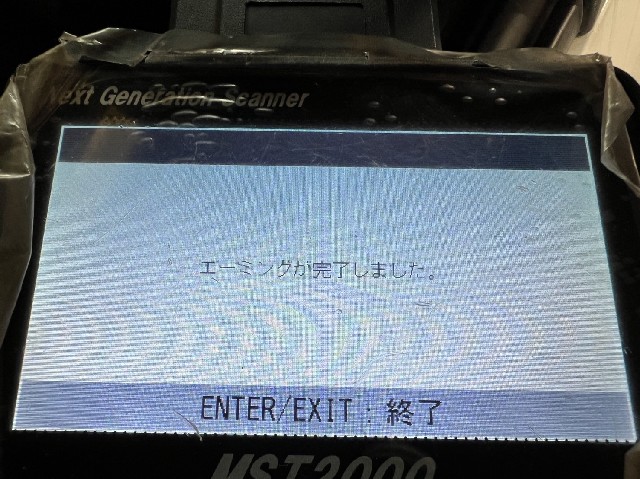 Next Generation Scanner
エーミングが完了しました。
ENTER/EXIT：終了
MST2000